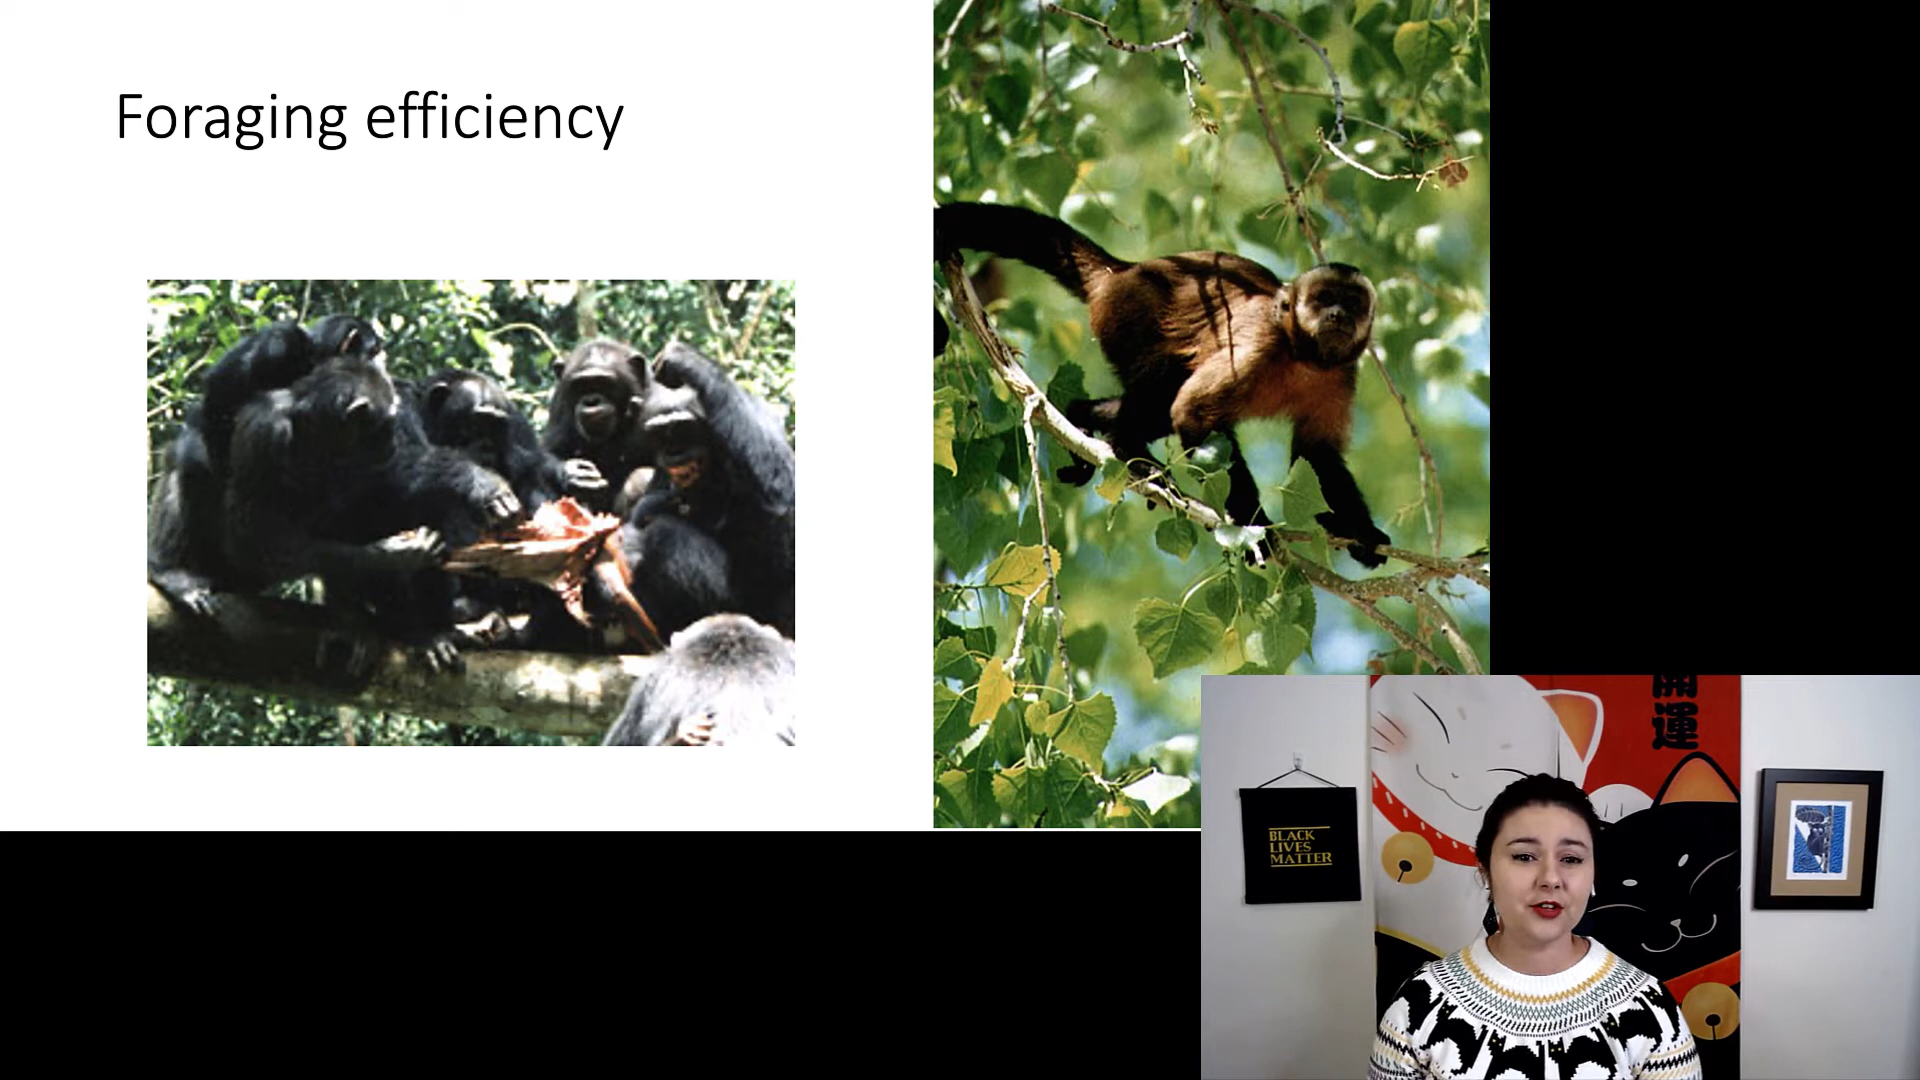 Foraging efficiency
開
運
BLACK
LIVES
MATTER